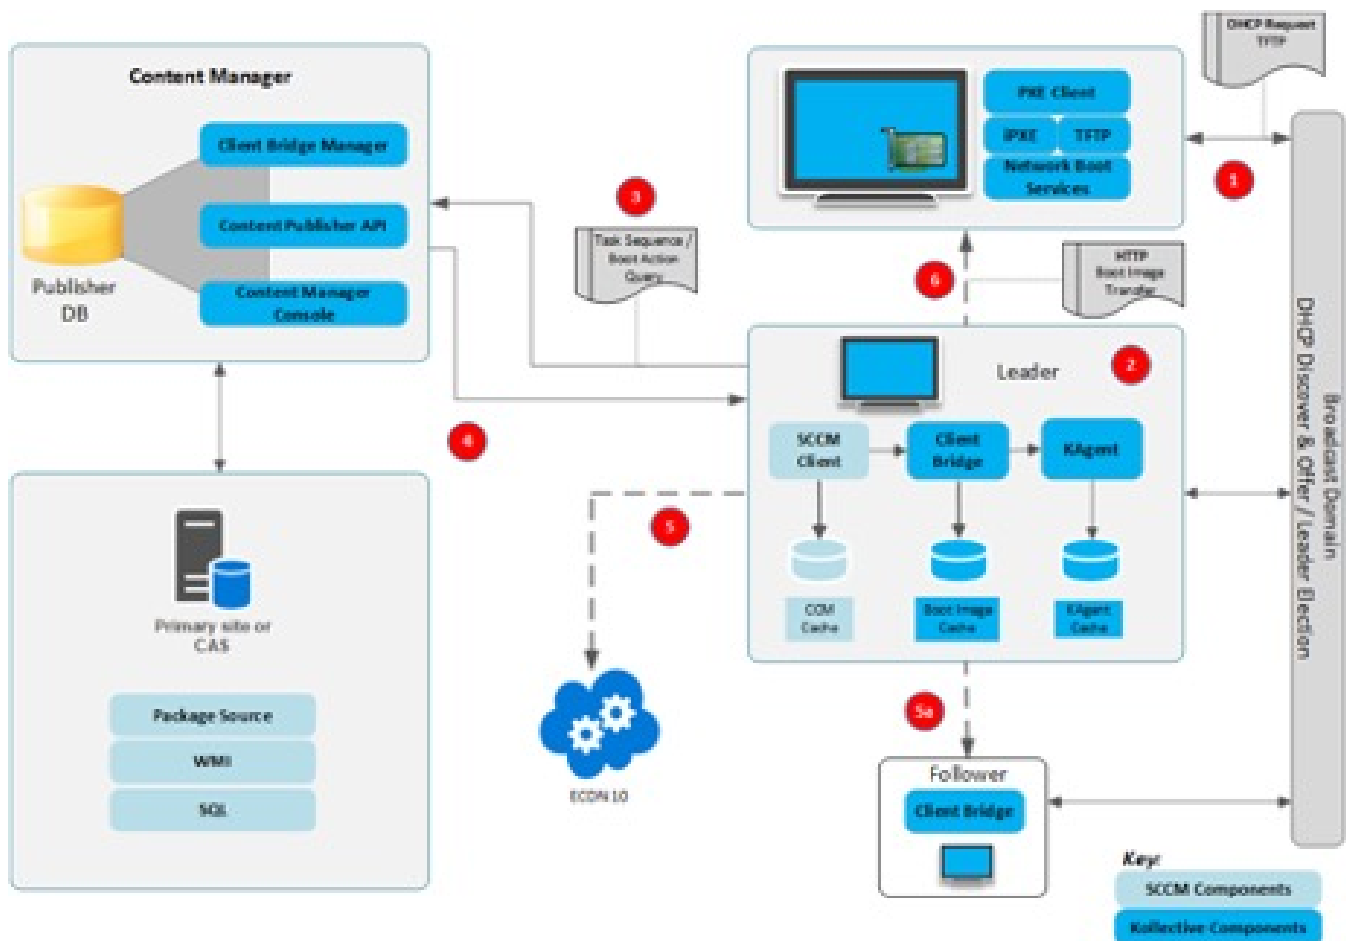 Content Manager
Client Bridge Manager
Content Publisher API
Content Manager
Console
Publisher
DB
Primary site or
CAS
Package Source
WMI
SQL
3
Task Sequence /
Boot Action
Query
4
5
ECDN 10
PXE Client
iPXE
TFTP
Network Boot
Services
DHCP Request
TFTP
1
6
HTTP
Boot Image
Transfer
Leader
2
SCCM
Client
Client
Bridge
KAgent
CCM
Cache
Boot Image
Cache
KAgent
Cache
5a
Follower
Client Bridge
Broadcast Domain
DHCP Discover & Offer / Leader Election
Key:
SCCM Components
Kollective Components